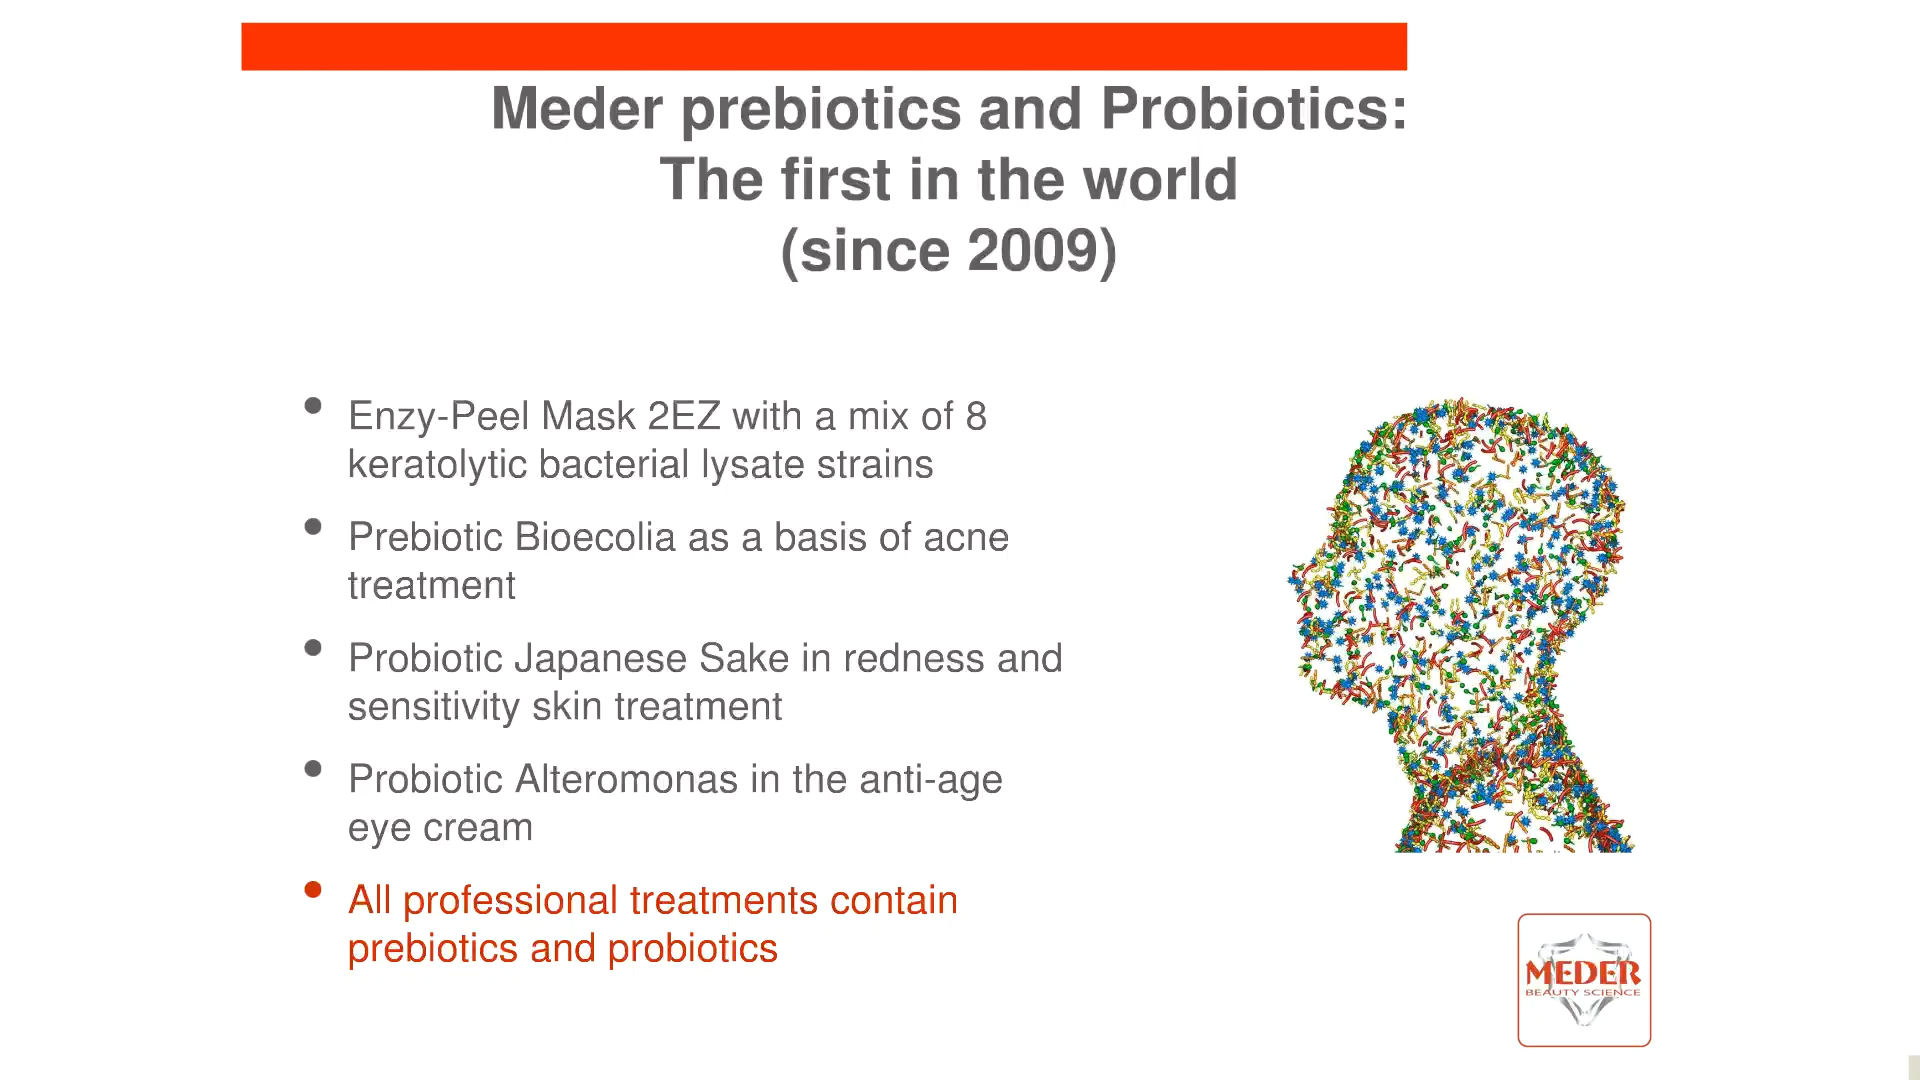 Meder prebiotics and Probiotics:
The first in the world
(since 2009)
• Enzy-Peel Mask 2EZ with a mix of 8
keratolytic bacterial lysate strains
• Prebiotic Bioecolia as a basis of acne
treatment
• Probiotic Japanese Sake in redness and
sensitivity skin treatment
• Probiotic Alteromonas in the anti-age
eye cream
• All professional treatments contain
prebiotics and probiotics
MEDER
BEAUTY SCIENCE